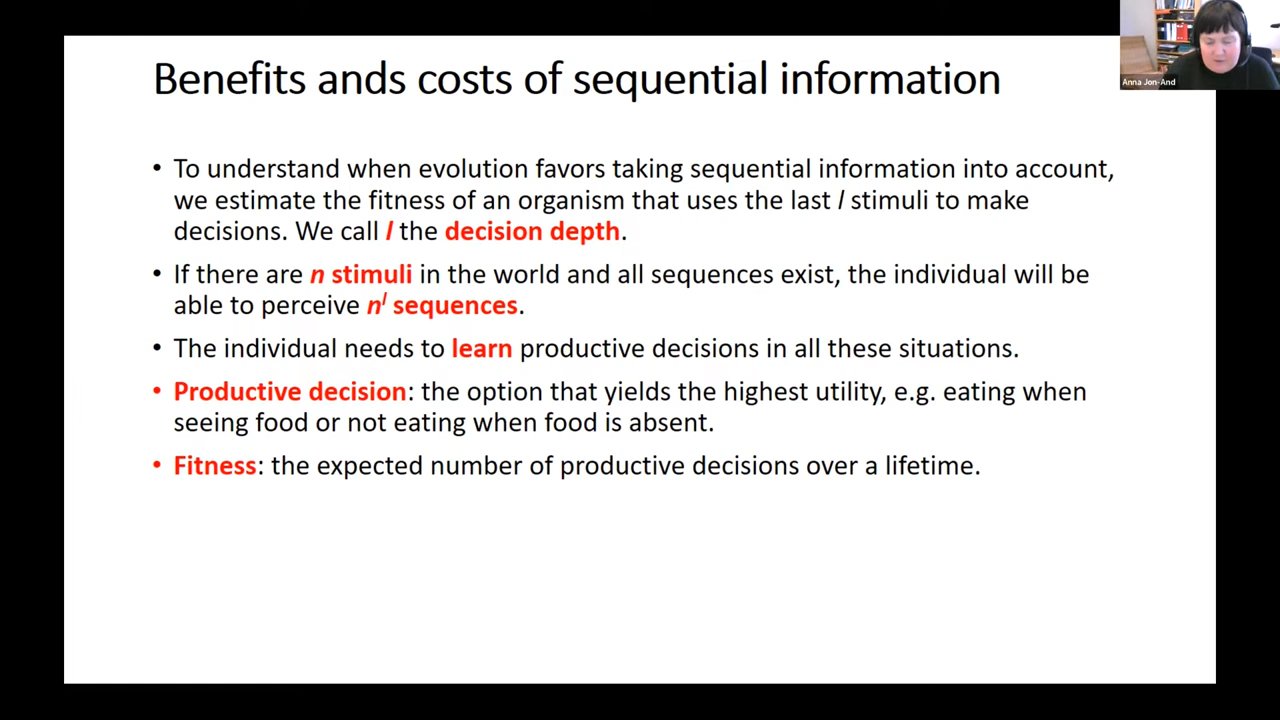 Benefits ands costs of sequential information
Anna Jon-And
• To understand when evolution favors taking sequential information into account,
we estimate the fitness of an organism that uses the last l stimuli to make
decisions. We call l the decision depth.
• If there are n stimuli in the world and all sequences exist, the individual will be
able to perceive nˡ sequences.
• The individual needs to learn productive decisions in all these situations.
• Productive decision: the option that yields the highest utility, e.g. eating when
seeing food or not eating when food is absent.
• Fitness: the expected number of productive decisions over a lifetime.